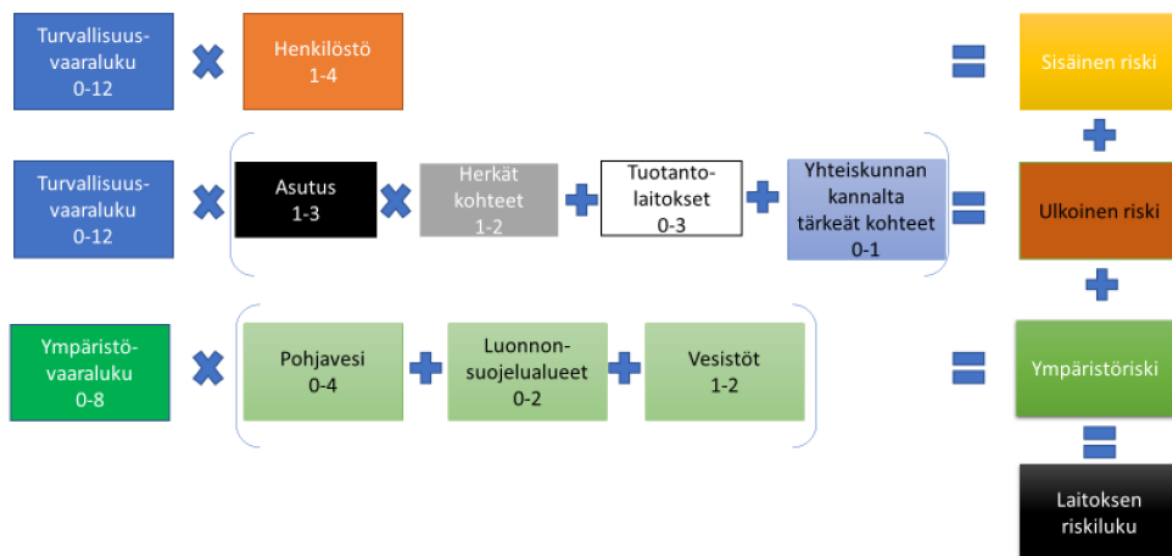 Turvallisuus-
vaaraluku
0-12
Henkilöstö
1-4
Sisäinen riski
Turvallisuus-
vaaraluku
0-12
Asutus
1-3
Herkät
kohteet
1-2
Tuotanto-
laitokset
0-3
Yhteiskunnan
kannalta
tärkeät kohteet
0-1
Ulkoinen riski
Ympäristö-
vaaraluku
0-8
Pohjavesi
0-4
Luonnon-
suojelualueet
0-2
Vesistöt
1-2
Ympäristöriski
Laitoksen
riskiluku